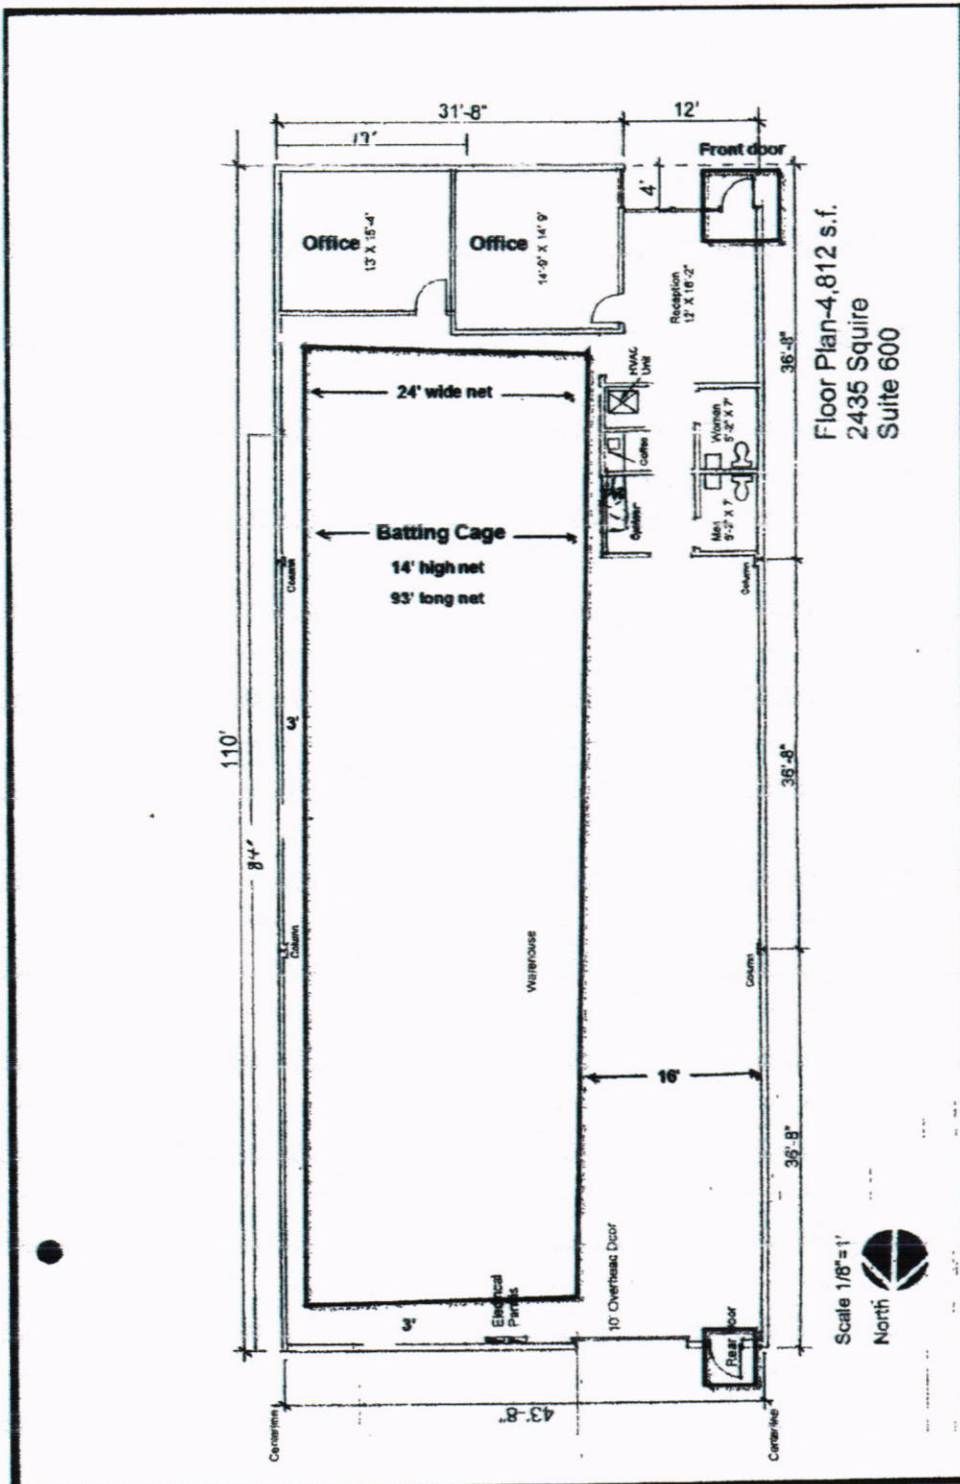 31'-8"
12'
Front door
4'
Office
13' X 15'-4"
Office
14'-9" X 14' 9'
Reception
12' X 16'-2"
HVAC
Unit
24' wide net
Coffee
Women
5'-2" X 7'
Men
5'-2" X 7'
Batting Cage
14' high net
93' long net
Column
Column
3'
110'
84'
36'-8"
36'-8"
36'-8"
Column
Column
Warehouse
16'
10' Overhead Door
Electrical
Panels
3'
Rear Door
43'-8"
Centerline
Centerline
Floor Plan-4,812 s.f.
2435 Squire
Suite 600
Scale 1/8"=1'
North